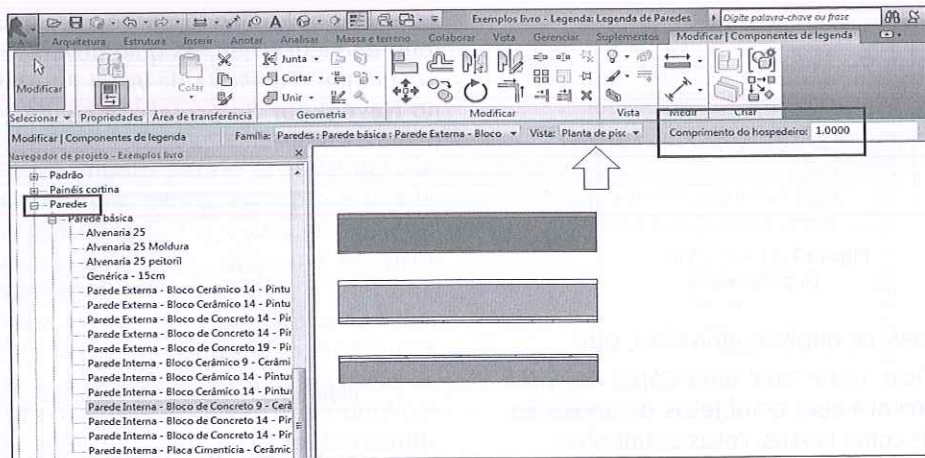 Exemplos livro - Legenda: Legenda de Paredes
Digite palavra-chave ou frase
Arquitetura Estrutura Inserir Anotar Analisar Massa e terreno Colaborar Vista Gerenciar Suplementos Modificar | Componentes de legenda
Modificar
Colar
Junta
Cortar
Unir
Selecionar Propriedades Área de transferência Geometria Modificar Vista Medir Criar
Modificar | Componentes de legenda Família: Paredes : Parede básica : Parede Externa - Bloco Vista: Planta de pisc Comprimento do hospedeiro: 1.0000
Navegador de projeto - Exemplos livro
Padrão
Painéis cortina
Paredes
Parede básica
Alvenaria 25
Alvenaria 25 Moldura
Alvenaria 25 peitoril
Genérica - 15cm
Parede Externa - Bloco Cerâmico 14 - Pintu
Parede Externa - Bloco Cerâmico 14 - Pintu
Parede Externa - Bloco de Concreto 14 - Pir
Parede Externa - Bloco de Concreto 14 - Pir
Parede Externa - Bloco de Concreto 19 - Pir
Parede Interna - Bloco Cerâmico 9 - Cerâmi
Parede Interna - Bloco Cerâmico 14 - Pintur
Parede Interna - Bloco Cerâmico 14 - Pintur
Parede Interna - Bloco de Concreto 9 - Cerâ
Parede Interna - Bloco de Concreto 14 - Pir
Parede Interna - Bloco de Concreto 14 - Pir
Parede Interna - Placa Cimentícia - Cerâmic